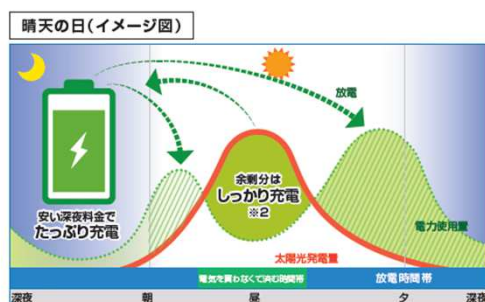 晴天の日(イメージ図)
放電
余剰分は
しっかり充電
※2
安い深夜料金で
たっぷり充電
電力使用量
太陽光発電量
電気を買わなくて済む時間帯
放電時間帯
深夜
朝
昼
夕
深夜